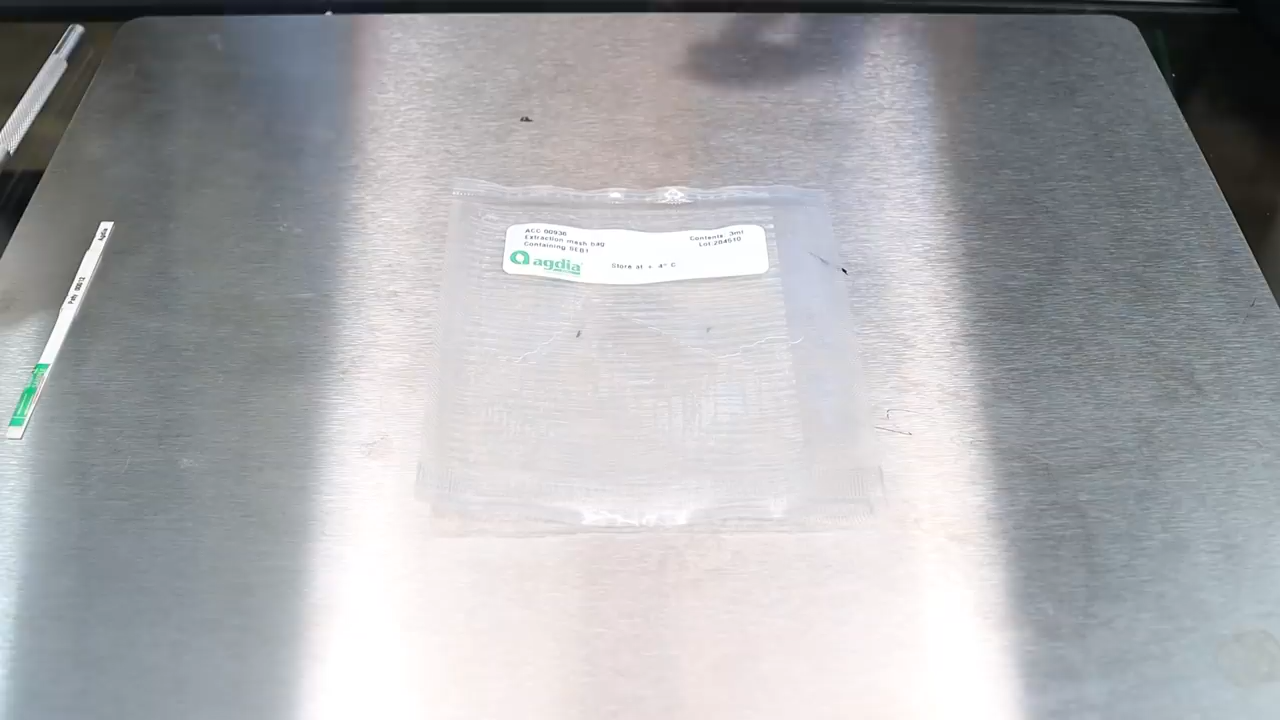 ACC 00936
Extraction mesh bag
Containing SEB1
agdia
Contents: 3ml
Lot 204510
Store at + 4° C